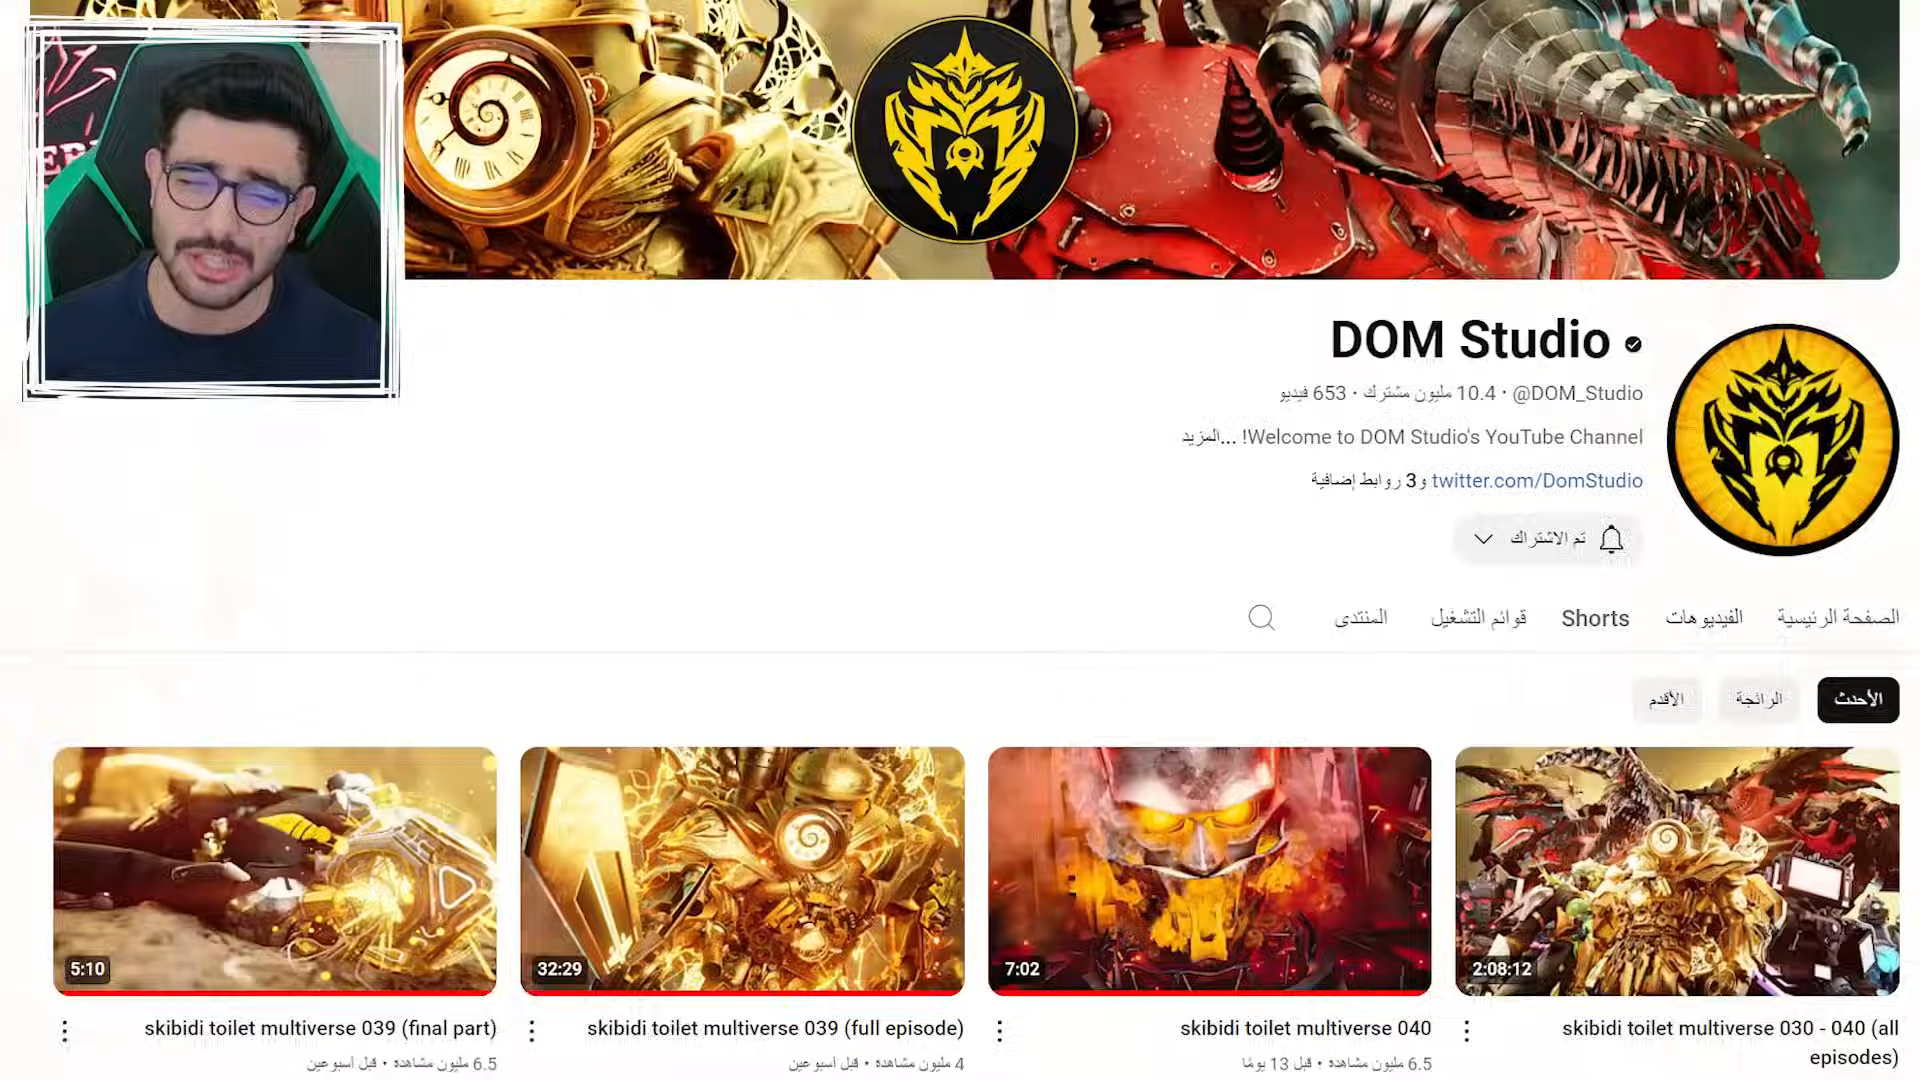 DOM Studio
@DOM_Studio • 10.4 مليون مشترك • 653 فيديو
Welcome to DOM Studio's YouTube Channel! ...المزيد
twitter.com/DomStudio و 3 روابط إضافية
تم الاشتراك
الصفحة الرئيسية
الفيديوهات
Shorts
قوائم التشغيل
المنتدى
الأحدث
الرائجة
الأقدم
2:08:12
skibidi toilet multiverse 030 - 040 (all
episodes)
7:02
skibidi toilet multiverse 040
6.5 مليون مشاهدة • قبل 13 يومًا
32:29
skibidi toilet multiverse 039 (full episode)
4 مليون مشاهدة • قبل أسبوعين
5:10
skibidi toilet multiverse 039 (final part)
6.5 مليون مشاهدة • قبل أسبوعين